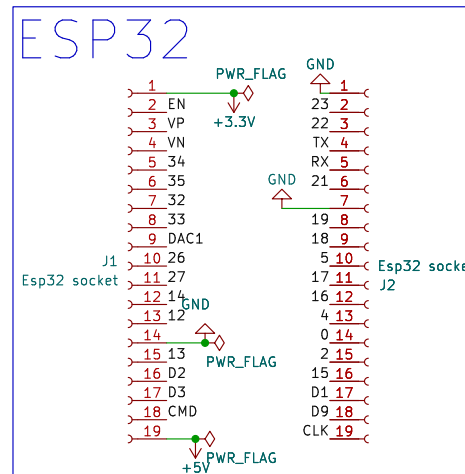 ESP32
PWR_FLAG
GND
1
1
+3.3V
2 EN
23 2
3 VP
22 3
4 VN
TX 4
5 34
RX 5
6 35
21 6
GND
7 32
7
8 33
19 8
9 DAC1
18 9
J1
10 26
5 10
Esp32 socke
Esp32 socket
11 27
17 11
J2
12 14
16 12
GND
13 12
4 13
14
0 14
15 13
PWR_FLAG
2 15
16 D2
15 16
17 D3
D1 17
18 CMD
D9 18
19
CLK 19
PWR_FLAG
+5V